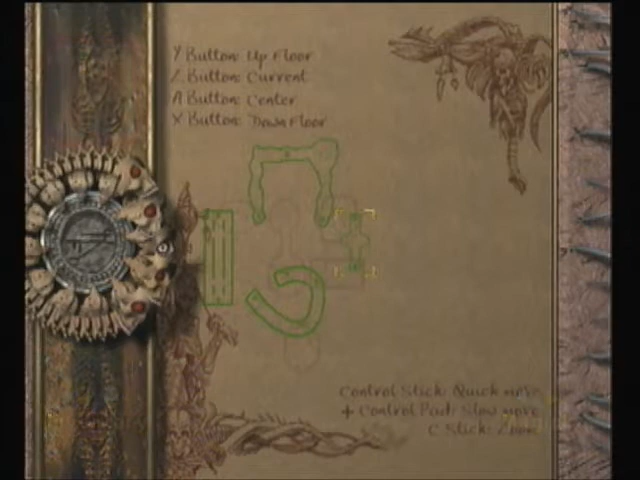 Y Button: Up Floor
Z Button: Current
A Button: Center
X Button: Down Floor
Control Stick: Quick move
+ Control Pad: Slow move
C Stick: Zoom